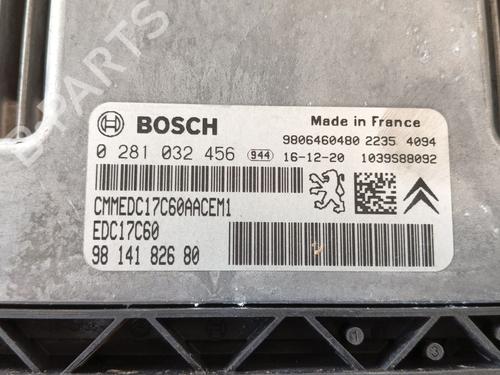 BOSCH
Made in France
9806460480 2235 4094
0 281 032 456 944 16-12-20 1039S88092
CMMEDC17C60AACEM1
EDC17C60
98 141 826 80
B-PARTS